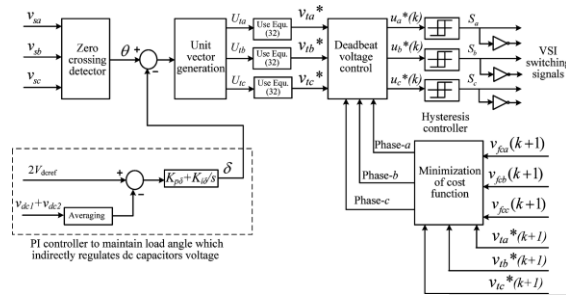 v_sa
v_sb
v_sc
Zero
crossing
detector
θ
+
−
Unit
vector
generation
U_ta
U_tb
U_tc
Use Equ.
(32)
Use Equ.
(32)
Use Equ.
(32)
v_ta*
v_tb*
v_tc*
Deadbeat
voltage
control
u_a*(k)
u_b*(k)
u_c*(k)
S_a
S_b
S_c
VSI
switching
signals
Hysteresis
controller
2V_dcref
+
−
K_pδ+K_iδ/s
δ
v_dc1+v_dc2
Averaging
PI controller to maintain load angle which
indirectly regulates dc capacitors voltage
Phase-a
Phase-b
Phase-c
Minimization
of cost
function
v_fca(k+1)
v_fcb(k+1)
v_fcc(k+1)
v_ta*(k+1)
v_tb*(k+1)
v_tc*(k+1)